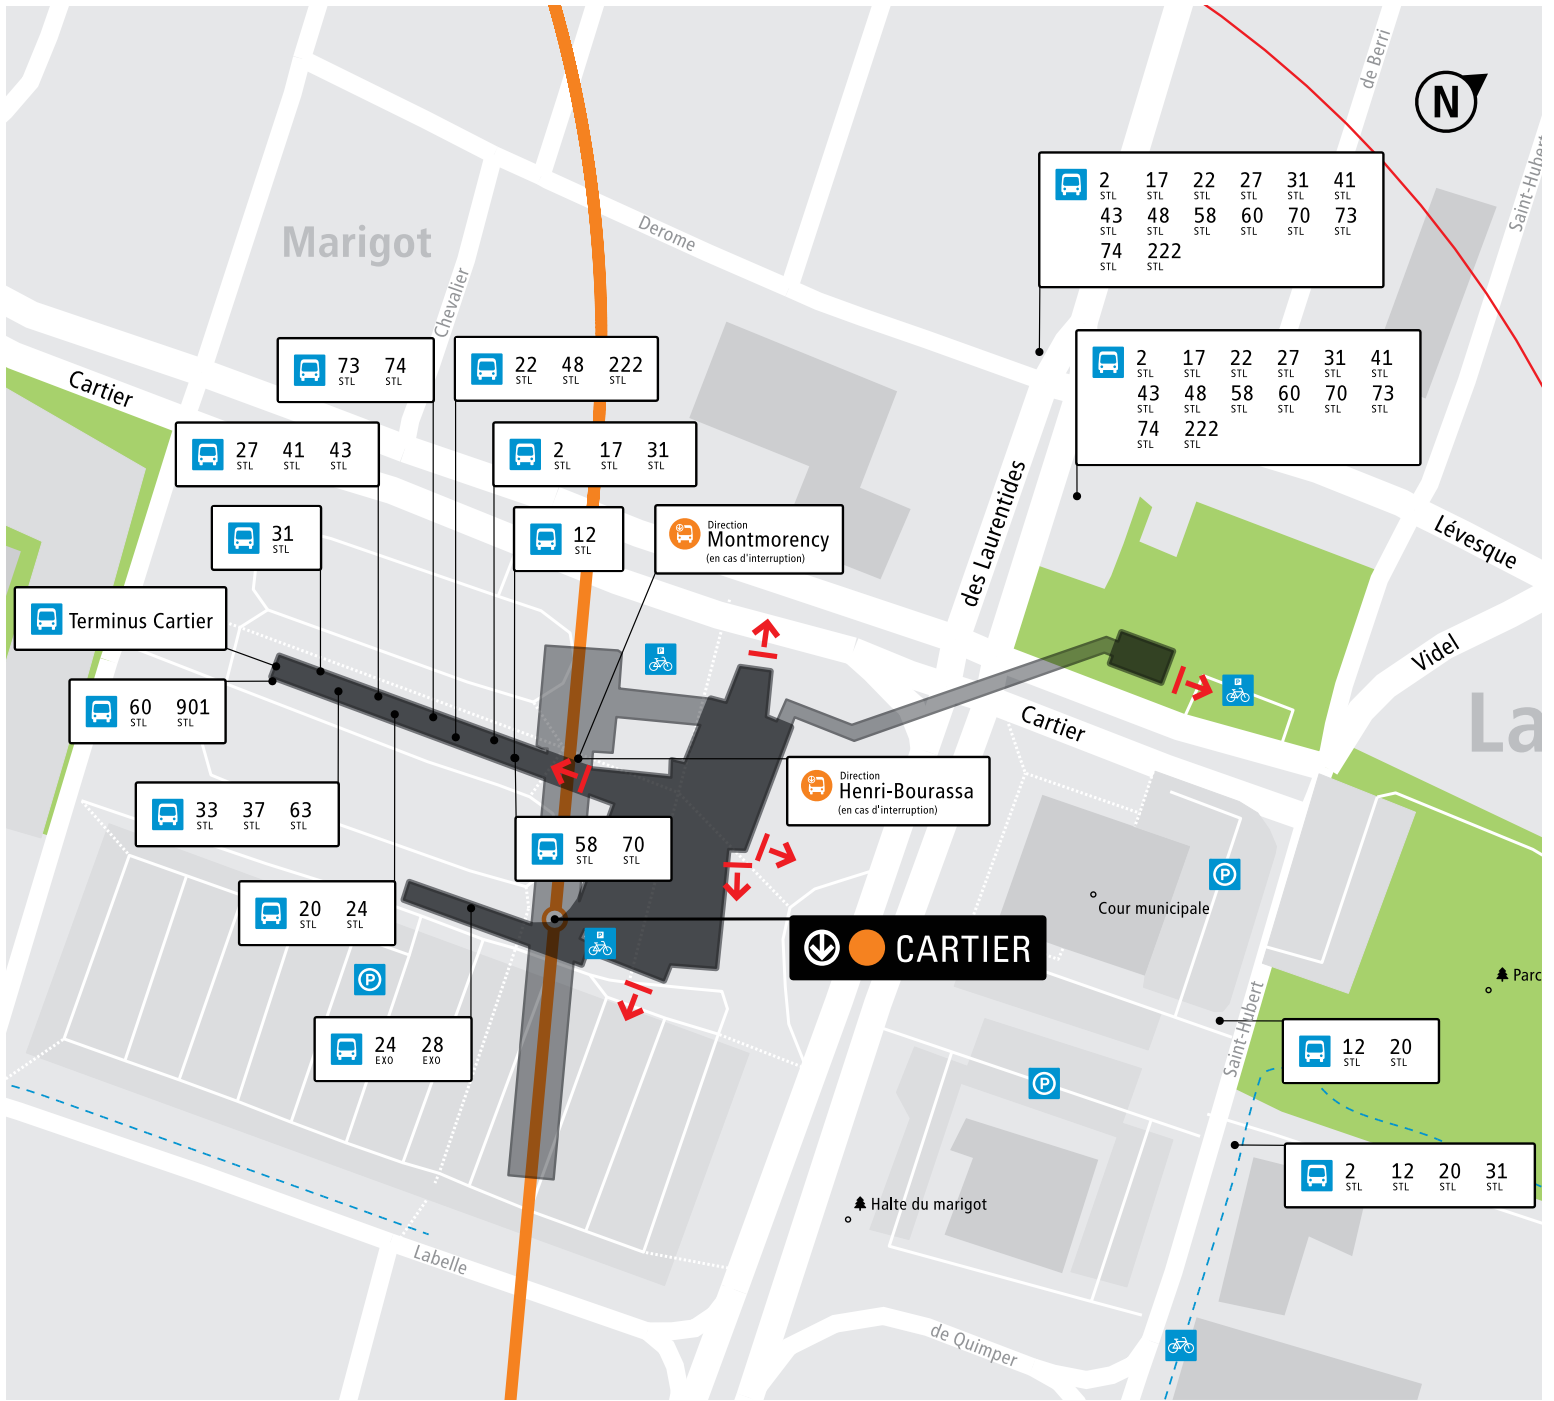 de Berri
N
Saint-Hubert
2 17 22 27 31 41
STL STL STL STL STL STL
43 48 58 60 70 73
STL STL STL STL STL STL
74 222
STL STL
Marigot
Derome
Chevalier
2 17 22 27 31 41
STL STL STL STL STL STL
43 48 58 60 70 73
STL STL STL STL STL STL
74 222
STL STL
73 74
STL STL
22 48 222
STL STL STL
Cartier
27 41 43
STL STL STL
2 17 31
STL STL STL
des Laurentides
Lévesque
31
STL
12
STL
Direction
Montmorency
(en cas d'interruption)
Terminus Cartier
Videl
P
P
60 901
STL STL
Cartier
La
33 37 63
STL STL STL
Direction
Henri-Bourassa
(en cas d'interruption)
58 70
STL STL
P
20 24
STL STL
Cour municipale
CARTIER
P
P
Parc
24 28
EXO EXO
Saint-Hubert
12 20
STL STL
P
2 12 20 31
STL STL STL STL
Halte du marigot
Labelle
de Quimper